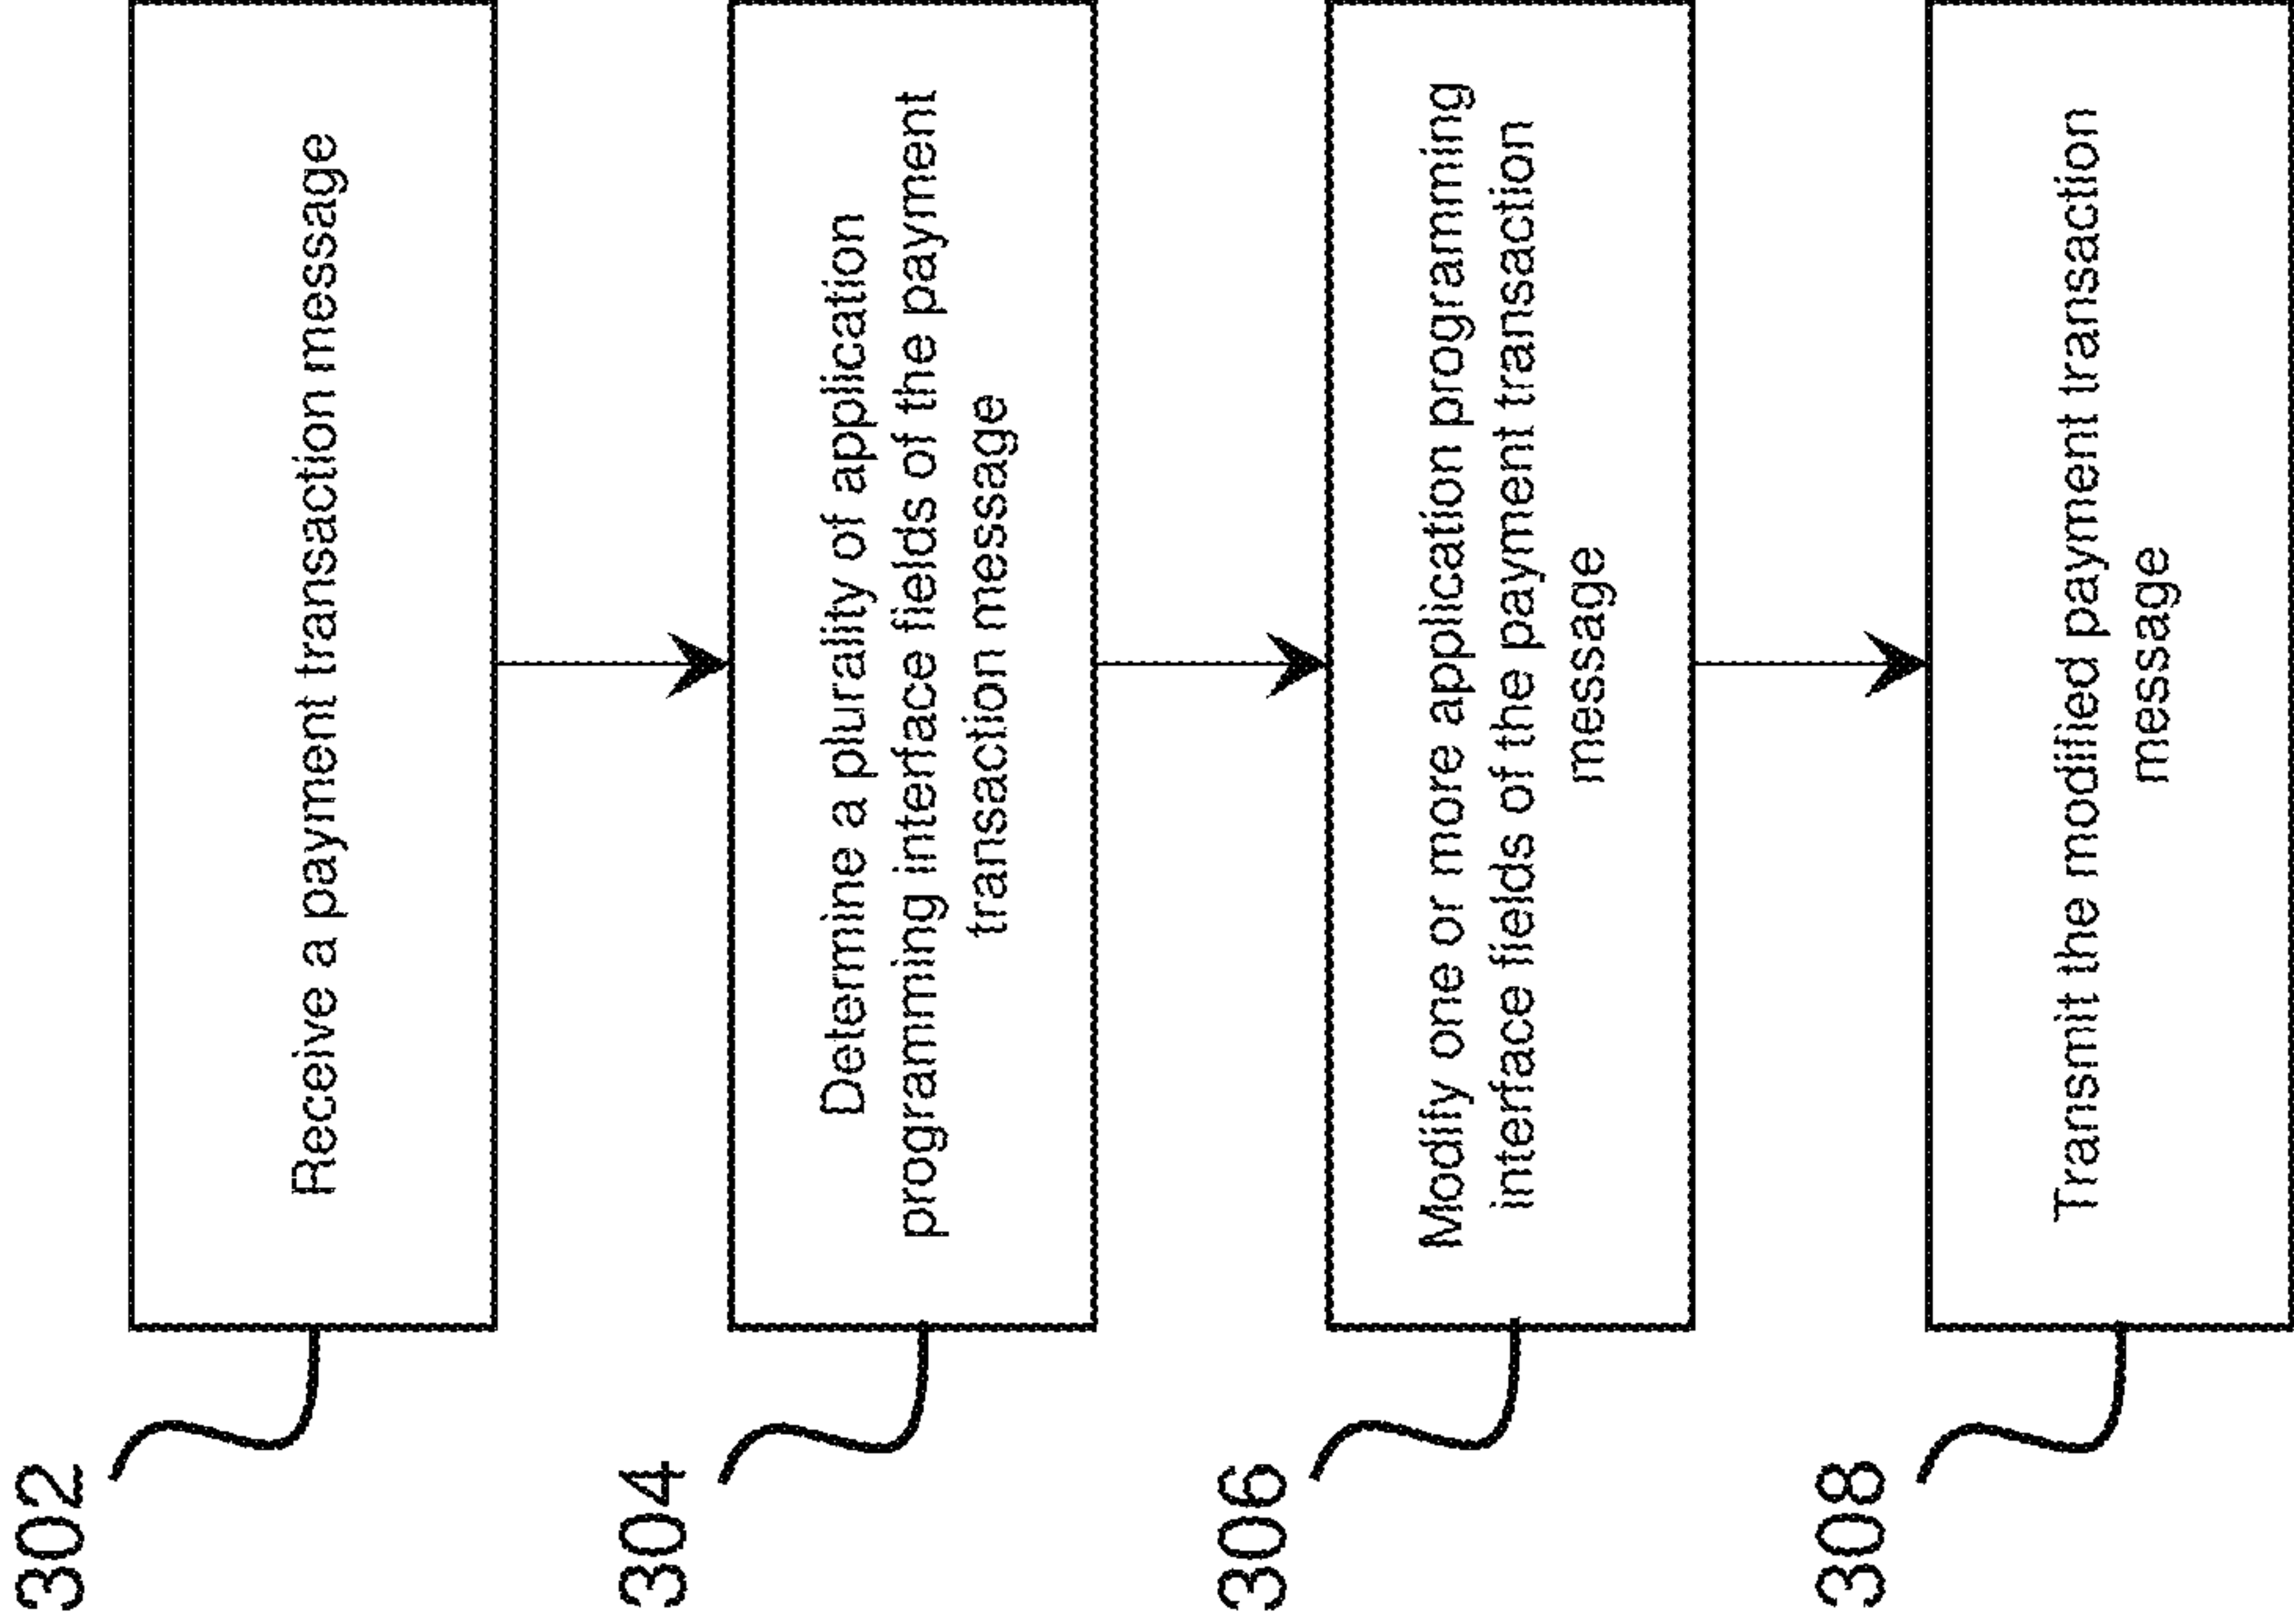 302
Receive a payment transaction message
304
Determine a plurality of application
programming interface fields of the payment
transaction message
306
Modify one or more application programming
interface fields of the payment transaction
message
308
Transmit the modified payment transaction
message